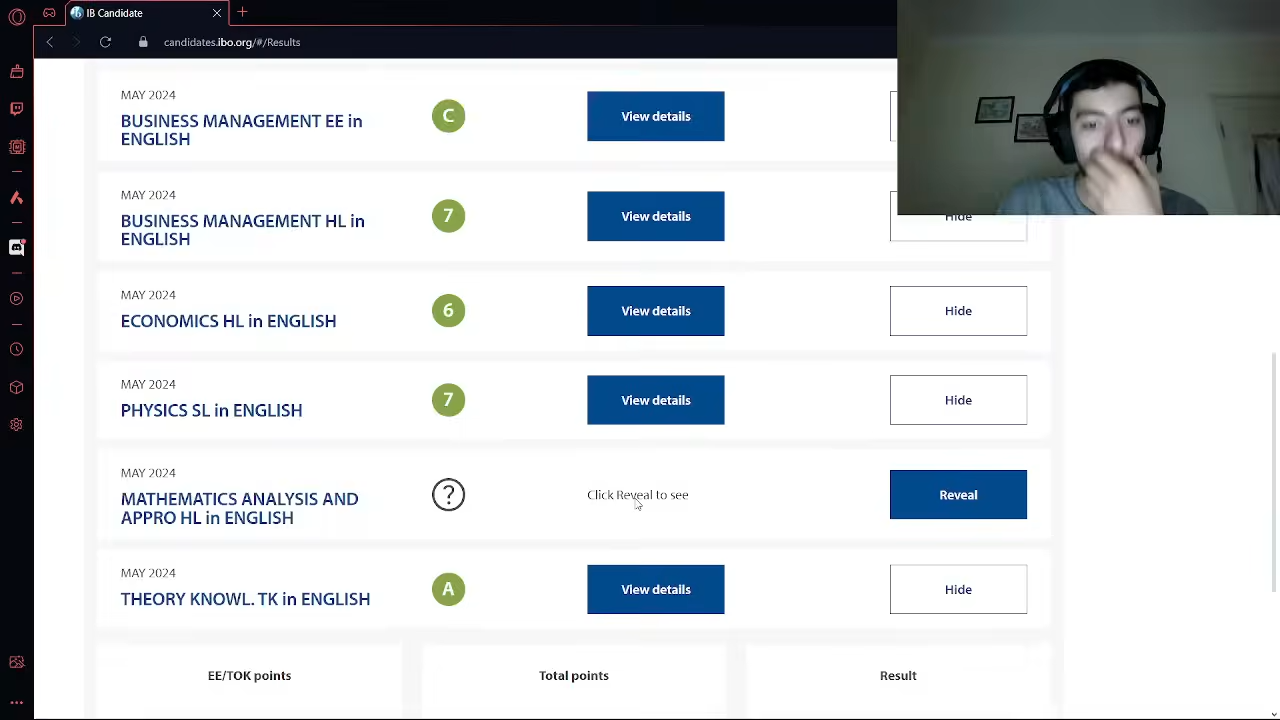 IB Candidate
candidates.ibo.org/#/Results
MAY 2024
BUSINESS MANAGEMENT EE in
ENGLISH
C
View details
MAY 2024
BUSINESS MANAGEMENT HL in
ENGLISH
7
View details
Hide
MAY 2024
ECONOMICS HL in ENGLISH
6
View details
Hide
MAY 2024
PHYSICS SL in ENGLISH
7
View details
Hide
MAY 2024
MATHEMATICS ANALYSIS AND
APPRO HL in ENGLISH
?
Click Reveal to see
Reveal
MAY 2024
THEORY KNOWL. TK in ENGLISH
A
View details
Hide
EE/TOK points
Total points
Result